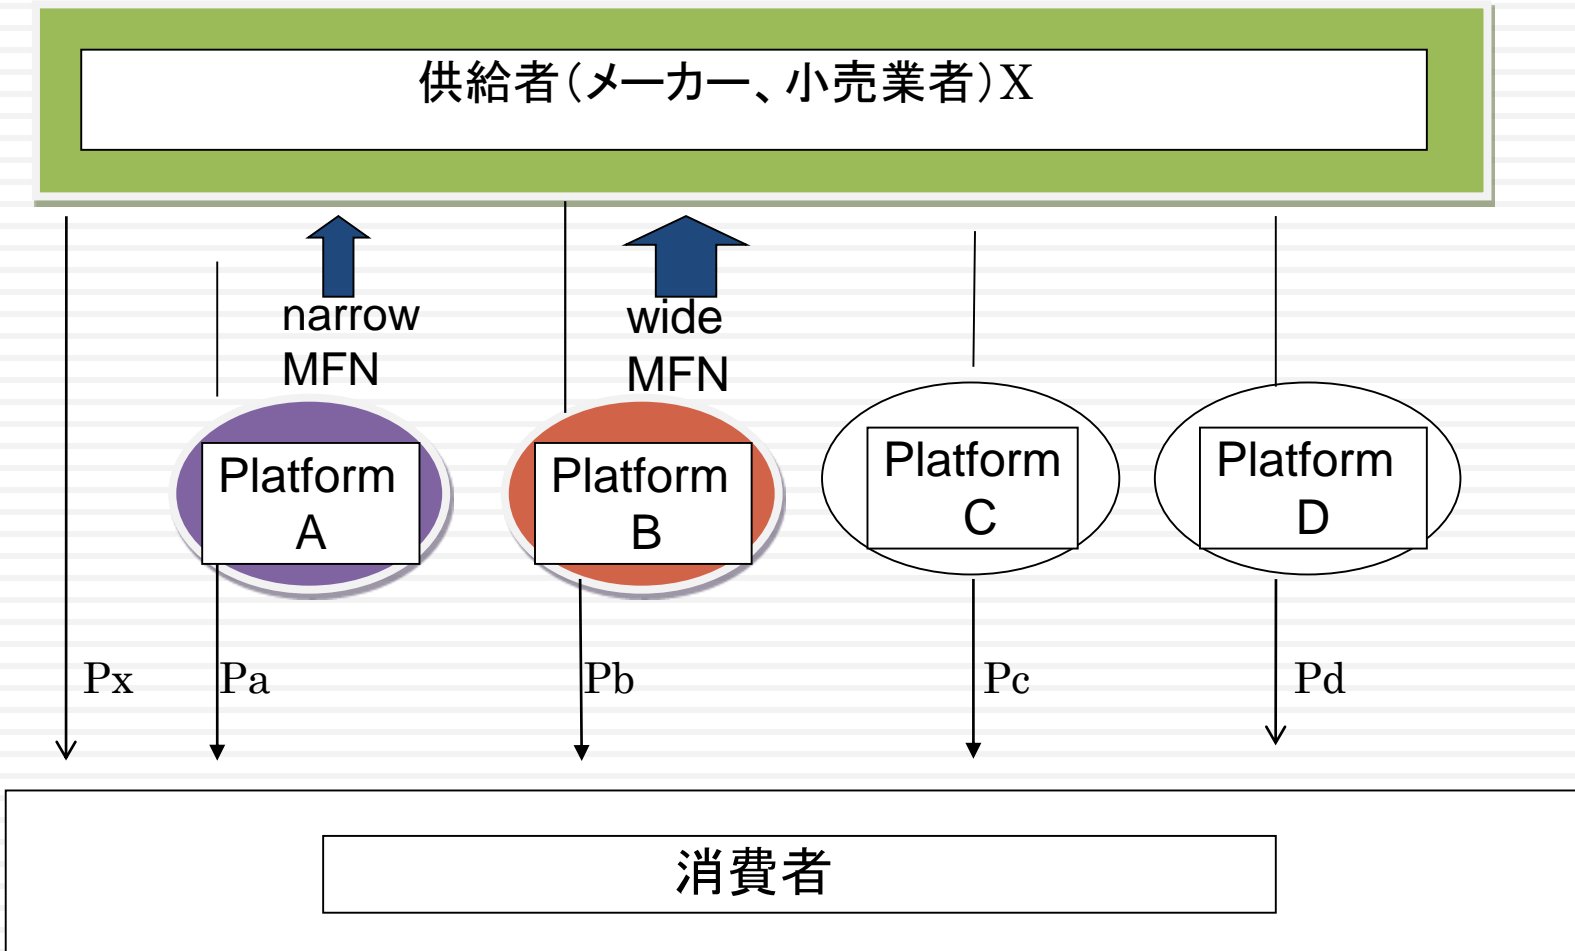 供給者(メーカー、小売業者)X
narrow
MFN
wide
MFN
Platform
A
Platform
B
Platform
C
Platform
D
Px
Pa
Pb
Pc
Pd
消費者